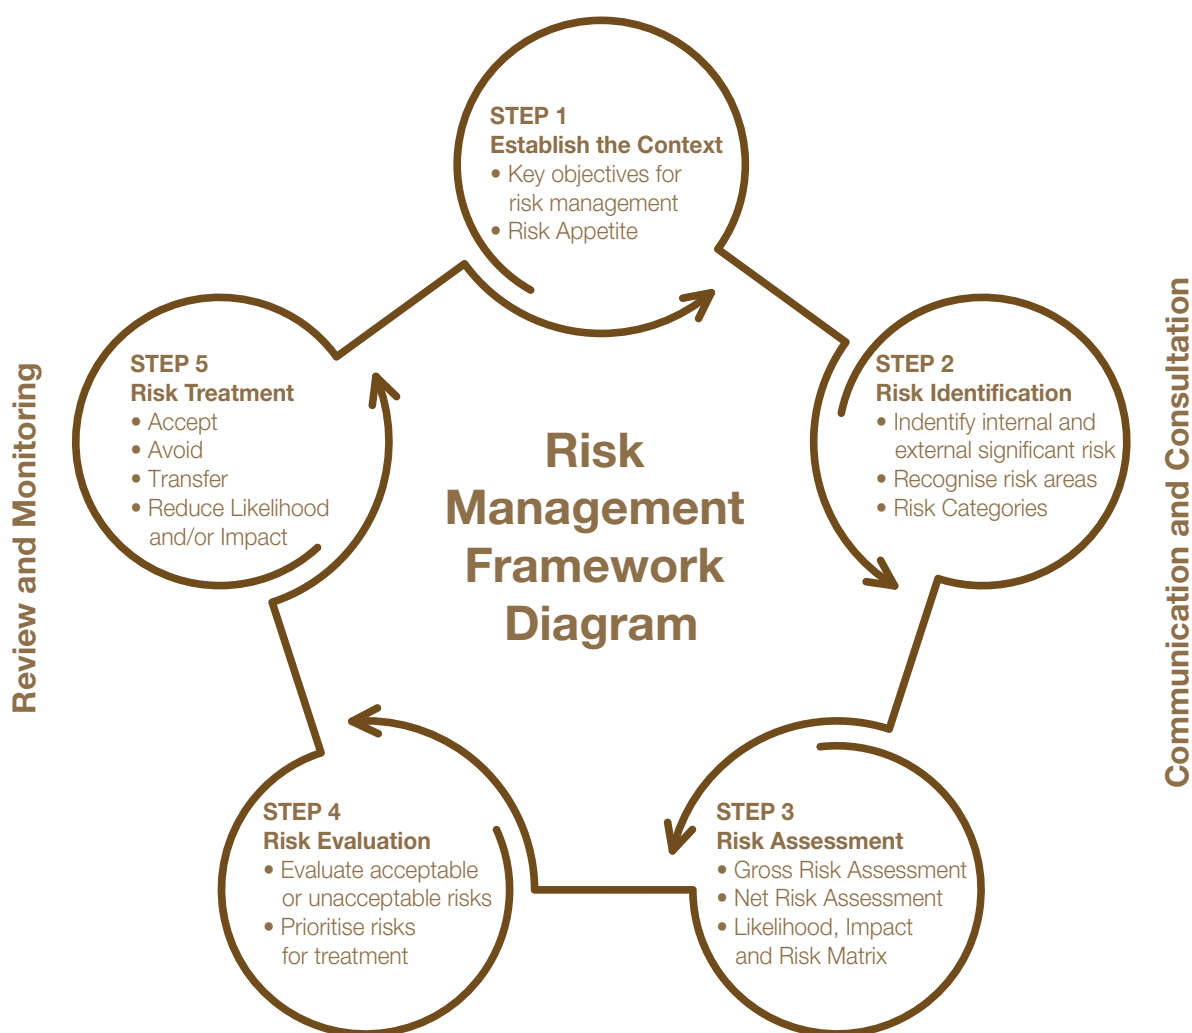 STEP 1
Establish the Context
• Key objectives for
risk management
• Risk Appetite
STEP 2
Risk Identification
• Indentify internal and
external significant risk
• Recognise risk areas
• Risk Categories
STEP 3
Risk Assessment
• Gross Risk Assessment
• Net Risk Assessment
• Likelihood, Impact
and Risk Matrix
STEP 4
Risk Evaluation
• Evaluate acceptable
or unacceptable risks
• Prioritise risks
for treatment
STEP 5
Risk Treatment
• Accept
• Avoid
• Transfer
• Reduce Likelihood
and/or Impact
Risk
Management
Framework
Diagram
Review and Monitoring
Communication and Consultation